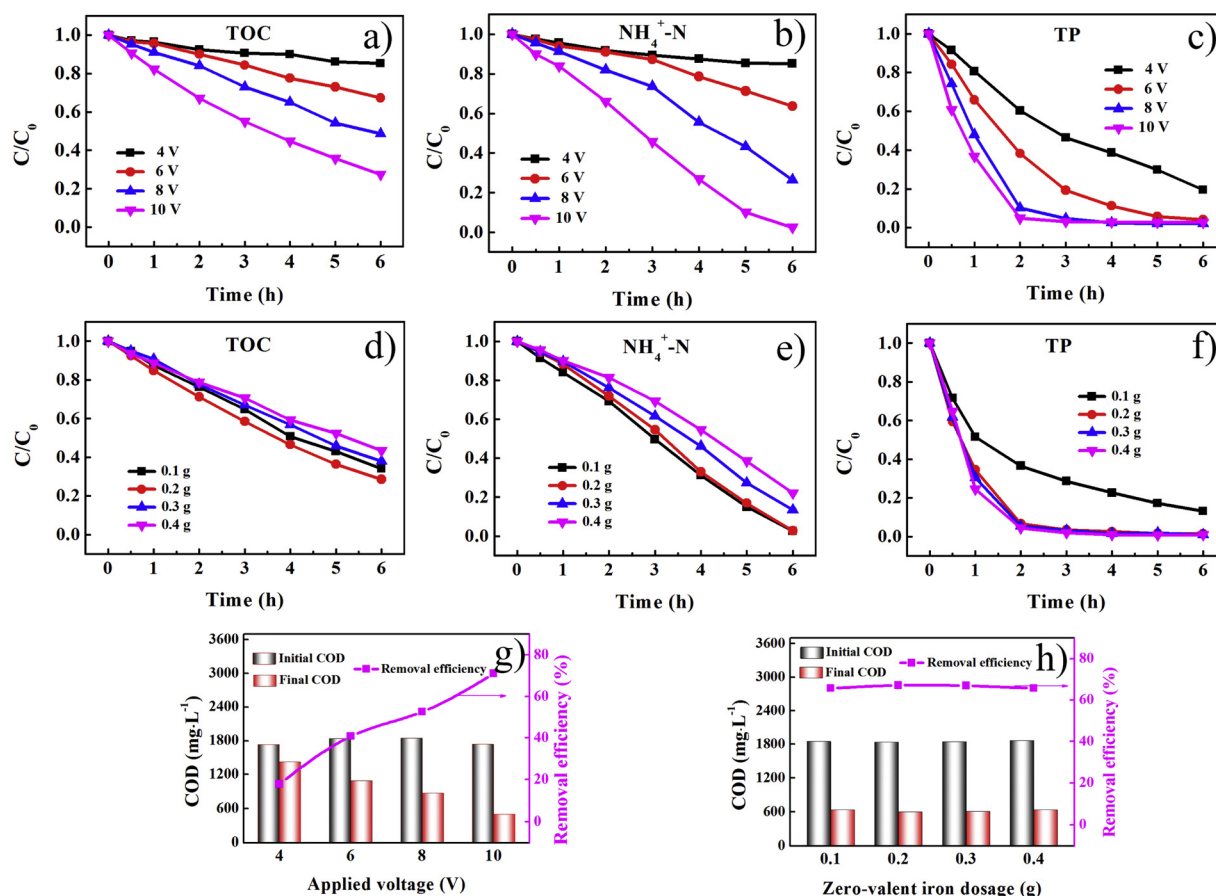 a)
TOC
C/C0
1.0
0.8
0.6
0.4
0.2
0.0
4 V
6 V
8 V
10 V
0 1 2 3 4 5 6
Time (h)
b)
NH4+-N
C/C0
1.0
0.8
0.6
0.4
0.2
0.0
4 V
6 V
8 V
10 V
0 1 2 3 4 5 6
Time (h)
c)
TP
C/C0
1.0
0.8
0.6
0.4
0.2
0.0
4 V
6 V
8 V
10 V
0 1 2 3 4 5 6
Time (h)
d)
TOC
C/C0
1.0
0.8
0.6
0.4
0.2
0.0
0.1 g
0.2 g
0.3 g
0.4 g
0 1 2 3 4 5 6
Time (h)
e)
NH4+-N
C/C0
1.0
0.8
0.6
0.4
0.2
0.0
0.1 g
0.2 g
0.3 g
0.4 g
0 1 2 3 4 5 6
Time (h)
f)
TP
C/C0
1.0
0.8
0.6
0.4
0.2
0.0
0.1 g
0.2 g
0.3 g
0.4 g
0 1 2 3 4 5 6
Time (h)
g)
Initial COD
Final COD
Removal efficiency
COD (mg·L-1)
3600
3000
2400
1800
1200
600
0
80
60
40
20
0
Removal efficiency (%)
4 6 8 10
Applied voltage (V)
h)
Initial COD
Final COD
Removal efficiency
COD (mg·L-1)
3600
3000
2400
1800
1200
600
0
80
60
40
20
0
Removal efficiency (%)
0.1 0.2 0.3 0.4
Zero-valent iron dosage (g)